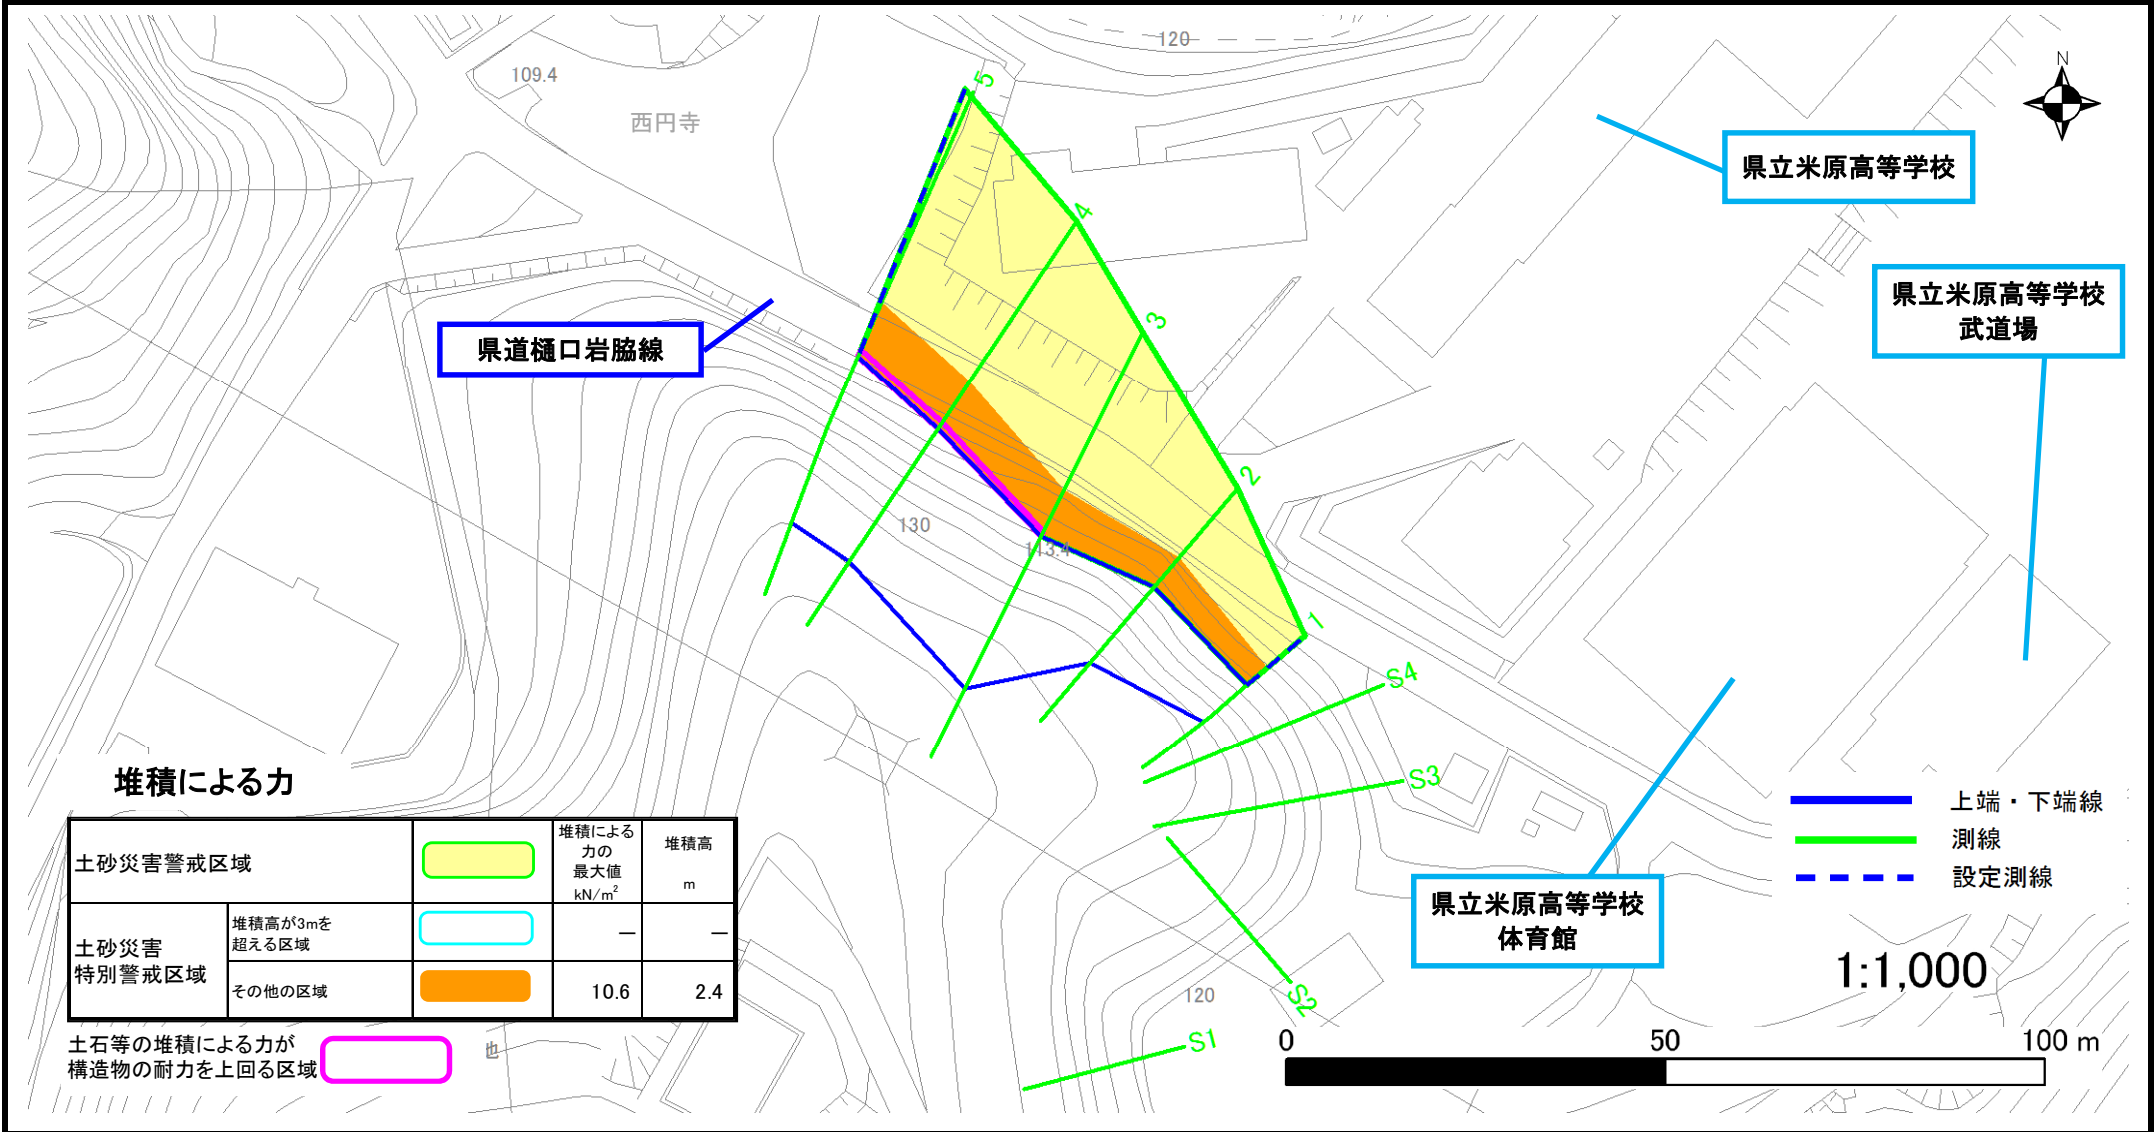 120
109.4
西円寺
N
5
4
3
2
1
県立米原高等学校
県立米原高等学校
武道場
県道樋口岩脇線
130
113.4
S4
S3
S2
S1
120
県立米原高等学校
体育館
堆積による力
土砂災害警戒区域
堆積による
力の
最大値
kN/m²
堆積高
m
土砂災害
特別警戒区域
堆積高が3mを
超える区域
―
―
その他の区域
10.6
2.4
土石等の堆積による力が
構造物の耐力を上回る区域
上端・下端線
測線
設定測線
1:1,000
0
50
100 m